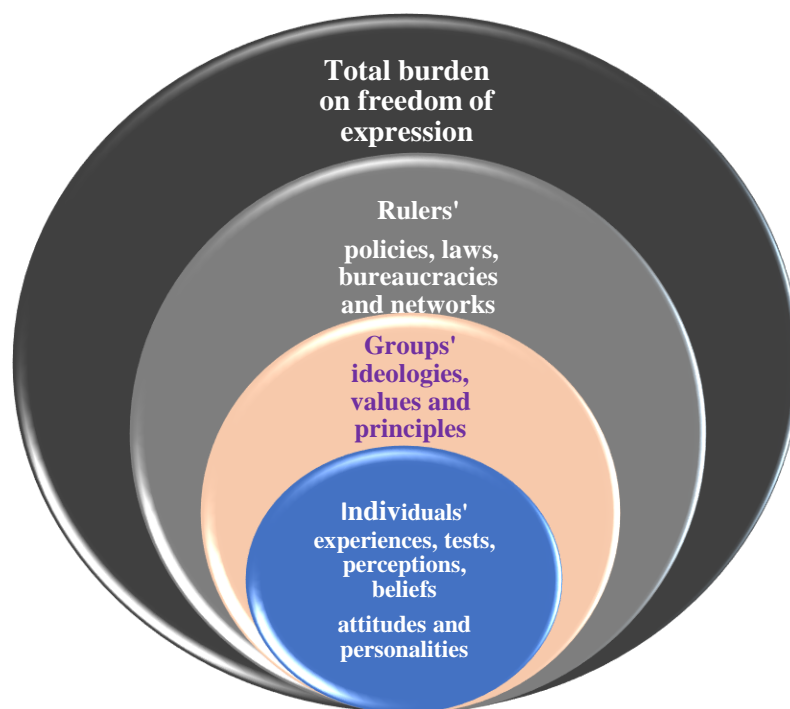 Total burden
on freedom of
expression
Rulers'
policies, laws,
bureaucracies
and networks
Groups'
ideologies,
values and
principles
Individuals'
experiences, tests,
perceptions,
beliefs
attitudes and
personalities